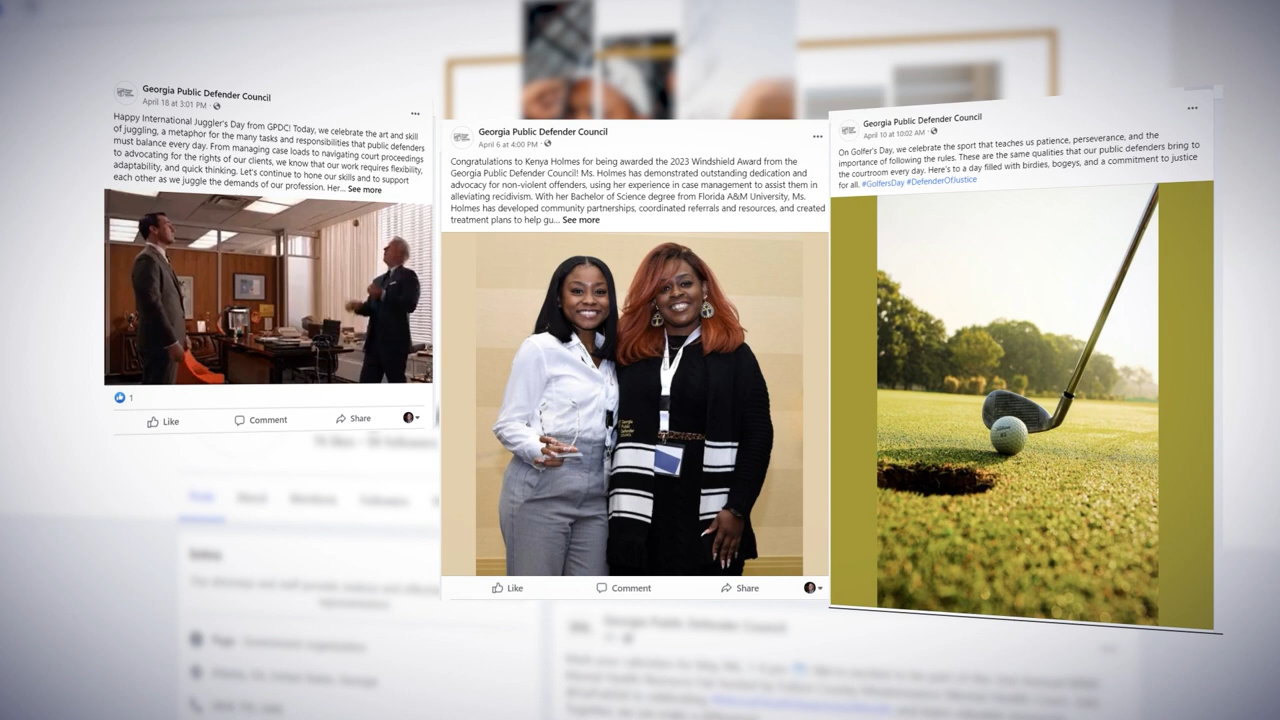 Georgia Public Defender Council
April 18 at 3:01 PM ·
Happy International Juggler's Day from GPDC! Today, we celebrate the art and skill
of juggling, a metaphor for the many tasks and responsibilities that public defenders
must balance every day. From managing case loads to navigating court proceedings
to advocating for the rights of our clients, we know that our work requires flexibility,
adaptability, and quick thinking. Let's continue to hone our skills and to support
each other as we juggle the demands of our profession. Her... See more
1
Like Comment Share
Georgia Public Defender Council
April 6 at 4:00 PM ·
Congratulations to Kenya Holmes for being awarded the 2023 Windshield Award from the
Georgia Public Defender Council! Ms. Holmes has demonstrated outstanding dedication and
advocacy for non-violent offenders, using her experience in case management to assist them in
alleviating recidivism. With her Bachelor of Science degree from Florida A&M University, Ms.
Holmes has developed community partnerships, coordinated referrals and resources, and created
treatment plans to help gu... See more
Georgia
Public
Defender
Council
Like Comment Share
Georgia Public Defender Council
April 10 at 10:02 AM ·
On Golfer's Day, we celebrate the sport that teaches us patience, perseverance, and the
importance of following the rules. These are the same qualities that our public defenders bring to
the courtroom every day. Here's to a day filled with birdies, bogeys, and a commitment to justice
for all. #GolfersDay #DefenderOfJustice
Georgia Public Defender Council